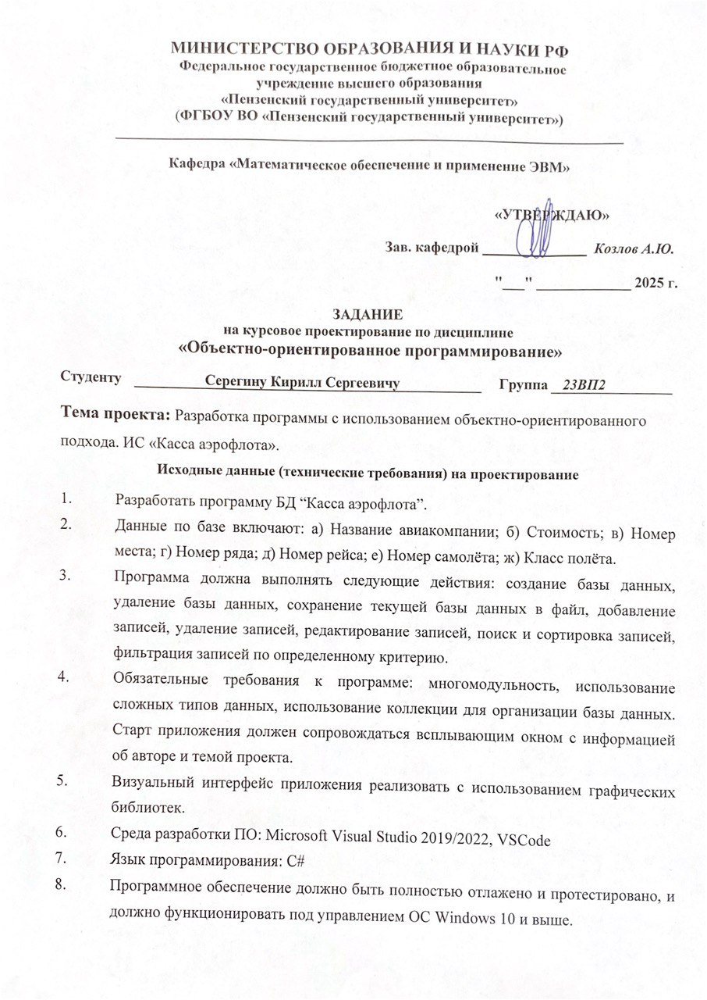 МИНИСТЕРСТВО ОБРАЗОВАНИЯ И НАУКИ РФ
Федеральное государственное бюджетное образовательное
учреждение высшего образования
«Пензенский государственный университет»
(ФГБОУ ВО «Пензенский государственный университет»)
Кафедра «Математическое обеспечение и применение ЭВМ»
«УТВЕРЖДАЮ»
Зав. кафедрой ______________ Козлов А.Ю.
"___" _____________ 2025 г.
ЗАДАНИЕ
на курсовое проектирование по дисциплине
«Объектно-ориентированное программирование»
Студенту Серегину Кирилл Сергеевичу Группа 23ВП2
Тема проекта: Разработка программы с использованием объектно-ориентированного
подхода. ИС «Касса аэрофлота».
Исходные данные (технические требования) на проектирование
1. Разработать программу БД “Касса аэрофлота”.
2. Данные по базе включают: а) Название авиакомпании; б) Стоимость; в) Номер
места; г) Номер ряда; д) Номер рейса; е) Номер самолёта; ж) Класс полёта.
3. Программа должна выполнять следующие действия: создание базы данных,
удаление базы данных, сохранение текущей базы данных в файл, добавление
записей, удаление записей, редактирование записей, поиск и сортировка записей,
фильтрация записей по определенному критерию.
4. Обязательные требования к программе: многомодульность, использование
сложных типов данных, использование коллекции для организации базы данных.
Старт приложения должен сопровождаться всплывающим окном с информацией
об авторе и темой проекта.
5. Визуальный интерфейс приложения реализовать с использованием графических
библиотек.
6. Среда разработки ПО: Microsoft Visual Studio 2019/2022, VSCode
7. Язык программирования: C#
8. Программное обеспечение должно быть полностью отлажено и протестировано, и
должно функционировать под управлением ОС Windows 10 и выше.